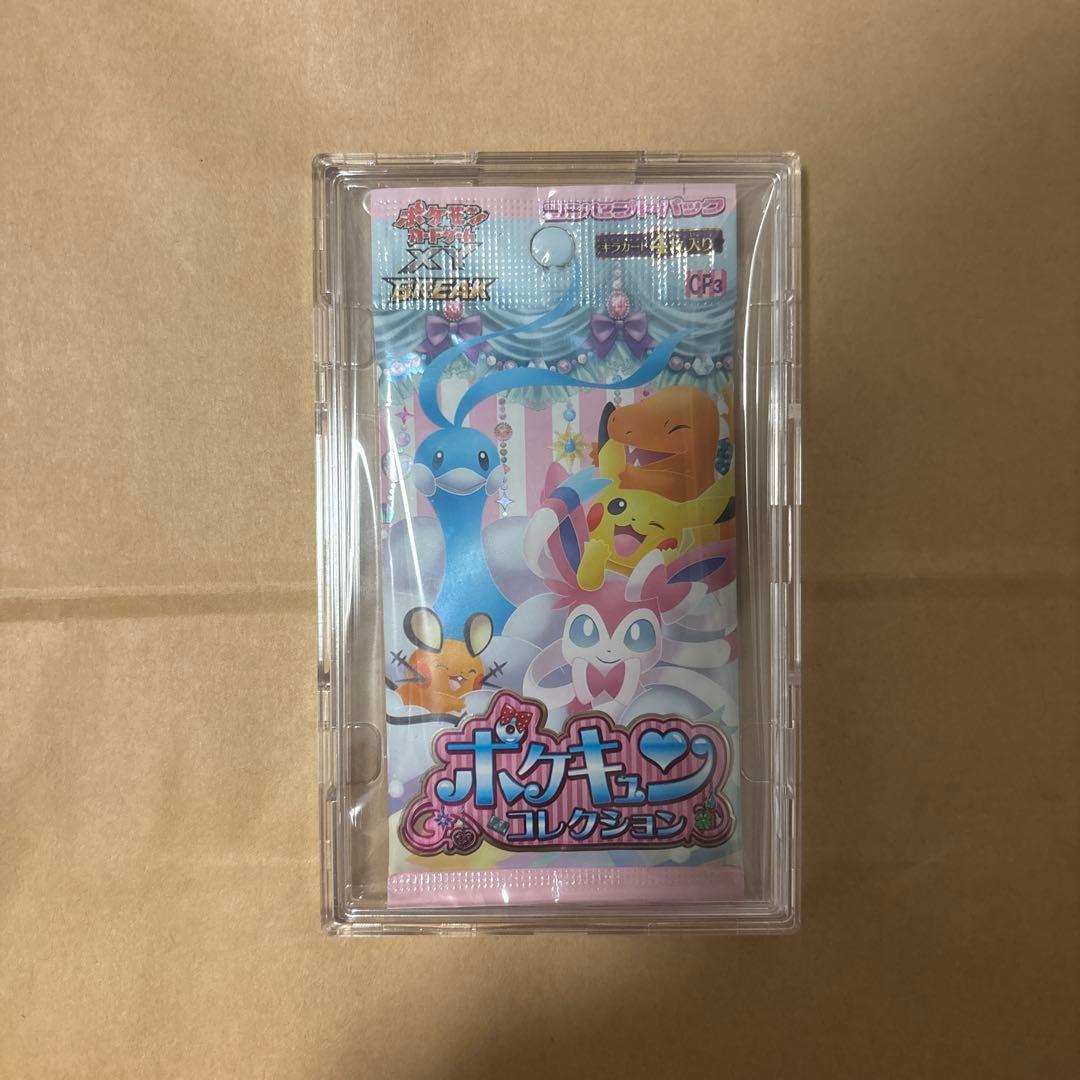 ポケモン
カードゲーム
XY
BREAK
コンセプトパック
キラカード4枚入り
CP3
ポケキュン
コレクション